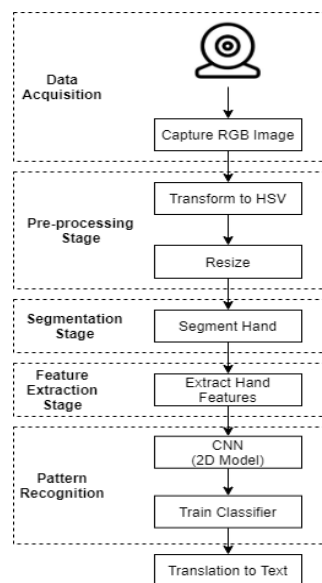 Data
Acquisition
Capture RGB Image
Pre-processing
Stage
Transform to HSV
Resize
Segmentation
Stage
Segment Hand
Feature
Extraction
Stage
Extract Hand
Features
Pattern
Recognition
CNN
(2D Model)
Train Classifier
Translation to Text